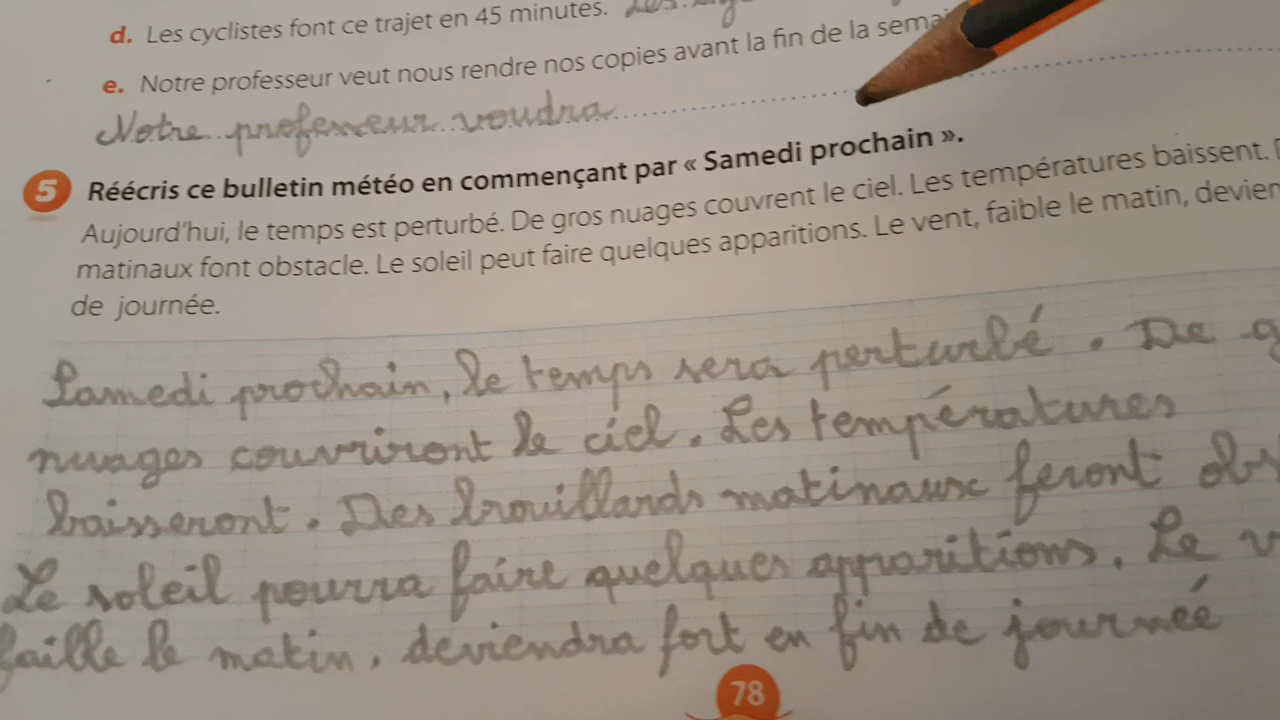 d. Les cyclistes font ce trajet en 45 minutes. Les
e. Notre professeur veut nous rendre nos copies avant la fin de la sema
Notre professeur voudra
5 Réécris ce bulletin météo en commençant par « Samedi prochain ».
Aujourd'hui, le temps est perturbé. De gros nuages couvrent le ciel. Les températures baissent.
matinaux font obstacle. Le soleil peut faire quelques apparitions. Le vent, faible le matin, devien
de journée.
Samedi prochain, le temps sera perturbé. De g
nuages couvriront le ciel. Les températures
baisseront. Des brouillards matinaux feront obs
Le soleil pourra faire quelques apparitions. Le v
faible le matin, deviendra fort en fin de journéé
78